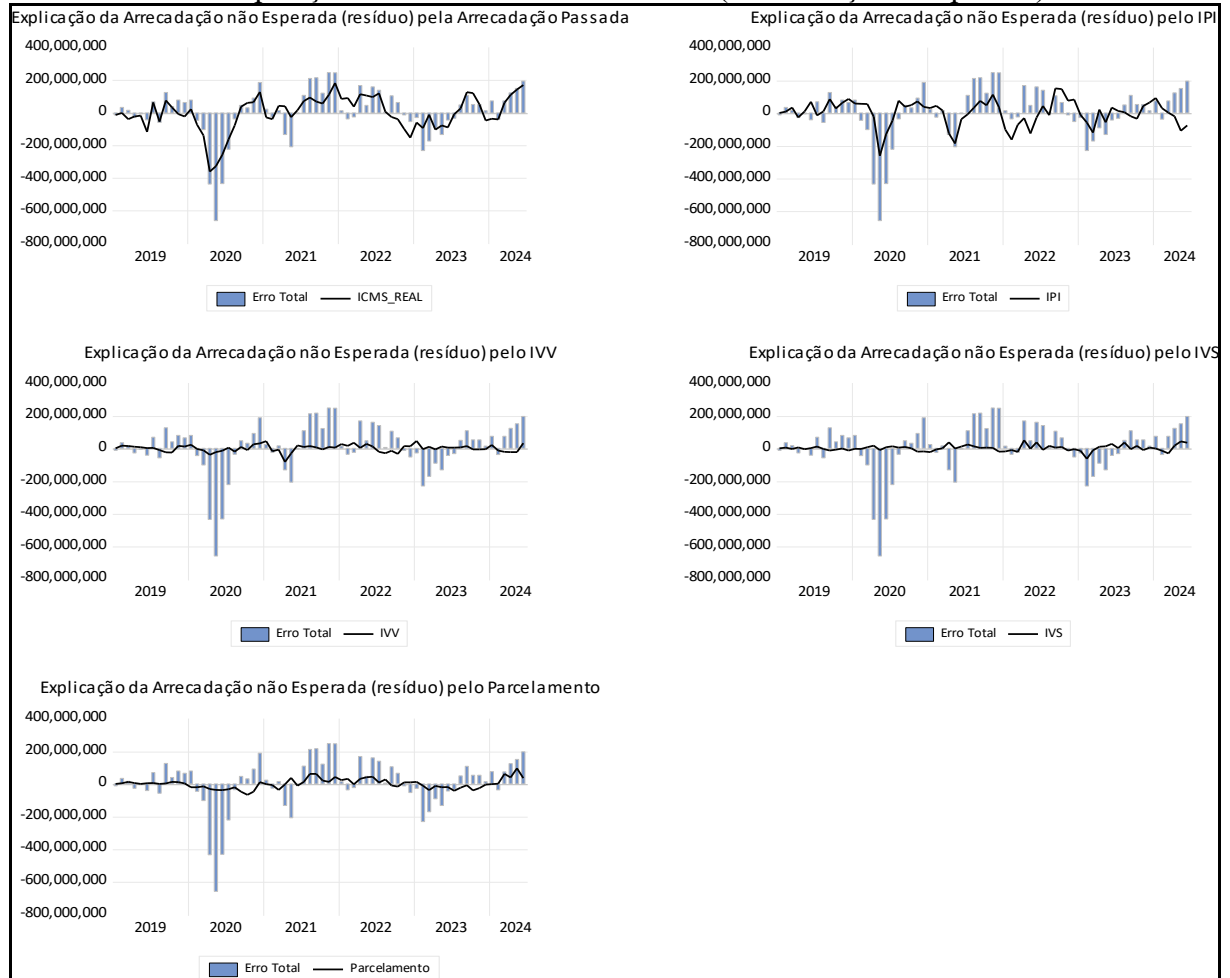 Explicação da Arrecadação não Esperada (resíduo) pela Arrecadação Passada
400,000,000
200,000,000
0
-200,000,000
-400,000,000
-600,000,000
-800,000,000
2019 2020 2021 2022 2023 2024
Erro Total ICMS_REAL
Explicação da Arrecadação não Esperada (resíduo) pelo IPI
400,000,000
200,000,000
0
-200,000,000
-400,000,000
-600,000,000
-800,000,000
2019 2020 2021 2022 2023 2024
Erro Total IPI
Explicação da Arrecadação não Esperada (resíduo) pelo IVV
400,000,000
200,000,000
0
-200,000,000
-400,000,000
-600,000,000
-800,000,000
2019 2020 2021 2022 2023 2024
Erro Total IVV
Explicação da Arrecadação não Esperada (resíduo) pelo IVS
400,000,000
200,000,000
0
-200,000,000
-400,000,000
-600,000,000
-800,000,000
2019 2020 2021 2022 2023 2024
Erro Total IVS
Explicação da Arrecadação não Esperada (resíduo) pelo Parcelamento
400,000,000
200,000,000
0
-200,000,000
-400,000,000
-600,000,000
-800,000,000
2019 2020 2021 2022 2023 2024
Erro Total Parcelamento